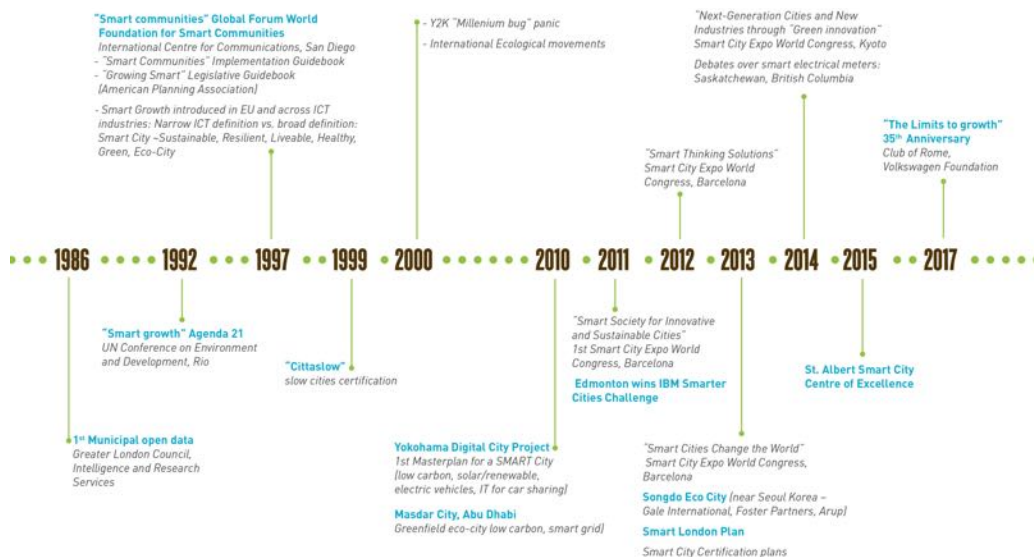 “Smart communities” Global Forum World
Foundation for Smart Communities
International Centre for Communications, San Diego
- “Smart Communities” Implementation Guidebook
- “Growing Smart” Legislative Guidebook
(American Planning Association)
- Smart Growth introduced in EU and across ICT
industries: Narrow ICT definition vs. broad definition:
Smart City –Sustainable, Resilient, Liveable, Healthy,
Green, Eco-City
- Y2K “Millenium bug” panic
- International Ecological movements
“Smart Thinking Solutions”
Smart City Expo World
Congress, Barcelona
“Next-Generation Cities and New
Industries through “Green innovation”
Smart City Expo World Congress, Kyoto
Debates over smart electrical meters:
Saskatchewan, British Columbia
“The Limits to growth”
35th Anniversary
Club of Rome,
Volkswagen Foundation
1986 1992 1997 1999 2000 2010 2011 2012 2013 2014 2015 2017
1st Municipal open data
Greater London Council,
Intelligence and Research
Services
“Smart growth” Agenda 21
UN Conference on Environment
and Development, Rio
“Cittaslow”
slow cities certification
Yokohama Digital City Project
1st Masterplan for a SMART City
(low carbon, solar/renewable,
electric vehicles, IT for car sharing)
Masdar City, Abu Dhabi
Greenfield eco-city low carbon, smart grid)
“Smart Society for Innovative
and Sustainable Cities”
1st Smart City Expo World
Congress, Barcelona
Edmonton wins IBM Smarter
Cities Challenge
“Smart Cities Change the World”
Smart City Expo World Congress,
Barcelona
Songdo Eco City (near Seoul Korea –
Gale International, Foster Partners, Arup)
Smart London Plan
Smart City Certification plans
St. Albert Smart City
Centre of Excellence